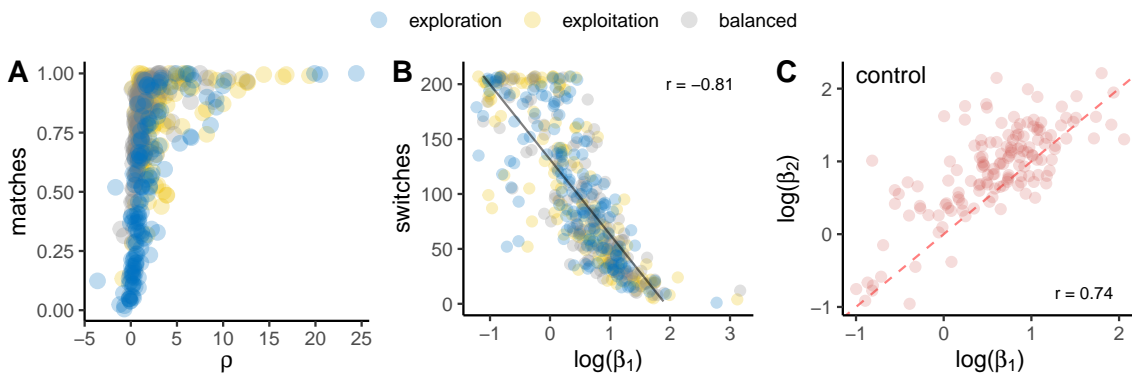 exploration exploitation balanced
A
matches
1.00
0.75
0.50
0.25
0.00
−5 0 5 10 15 20 25
ρ
B
switches
r = −0.81
200
150
100
50
0
−1 0 1 2 3
log(β1)
C
control
log(β2)
2
1
0
−1
r = 0.74
−1 0 1 2
log(β1)